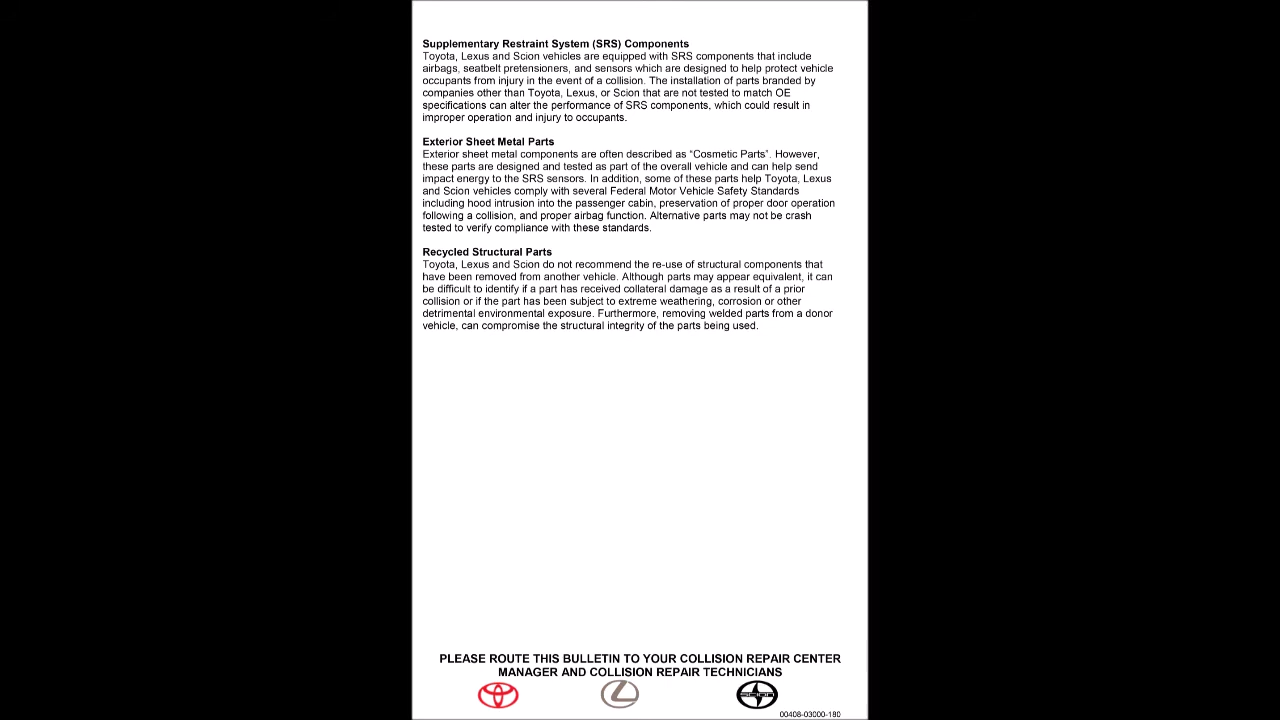 Supplementary Restraint System (SRS) Components
Toyota, Lexus and Scion vehicles are equipped with SRS components that include
airbags, seatbelt pretensioners, and sensors which are designed to help protect vehicle
occupants from injury in the event of a collision. The installation of parts branded by
companies other than Toyota, Lexus, or Scion that are not tested to match OE
specifications can alter the performance of SRS components, which could result in
improper operation and injury to occupants.
Exterior Sheet Metal Parts
Exterior sheet metal components are often described as “Cosmetic Parts”. However,
these parts are designed and tested as part of the overall vehicle and can help send
impact energy to the SRS sensors. In addition, some of these parts help Toyota, Lexus
and Scion vehicles comply with several Federal Motor Vehicle Safety Standards
including hood intrusion into the passenger cabin, preservation of proper door operation
following a collision, and proper airbag function. Alternative parts may not be crash
tested to verify compliance with these standards.
Recycled Structural Parts
Toyota, Lexus and Scion do not recommend the re-use of structural components that
have been removed from another vehicle. Although parts may appear equivalent, it can
be difficult to identify if a part has received collateral damage as a result of a prior
collision or if the part has been subject to extreme weathering, corrosion or other
detrimental environmental exposure. Furthermore, removing welded parts from a donor
vehicle, can compromise the structural integrity of the parts being used.
PLEASE ROUTE THIS BULLETIN TO YOUR COLLISION REPAIR CENTER
MANAGER AND COLLISION REPAIR TECHNICIANS
SCION
00408-03000-180